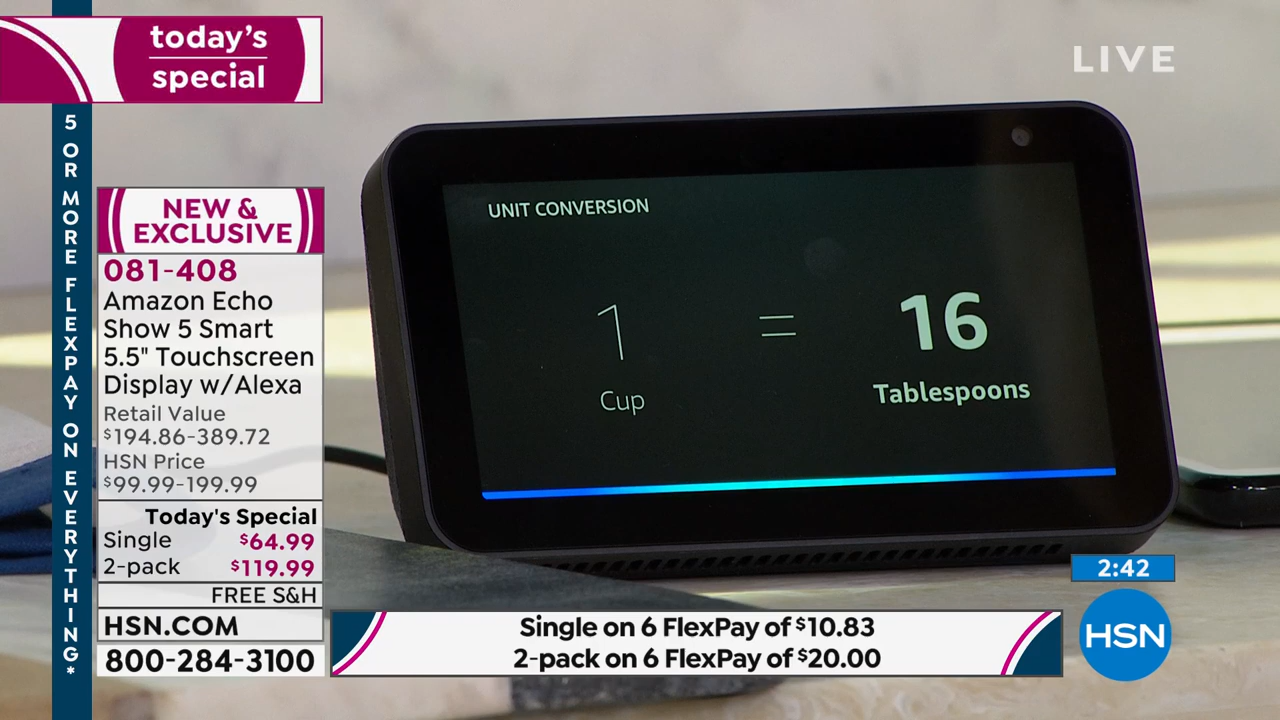 today's
special
LIVE
5 OR MORE FLEXPAY ON EVERYTHING*
NEW &
EXCLUSIVE
081-408
Amazon Echo
Show 5 Smart
5.5" Touchscreen
Display w/Alexa
Retail Value
$194.86-389.72
HSN Price
$99.99-199.99
Today's Special
Single $64.99
2-pack $119.99
FREE S&H
HSN.COM
800-284-3100
UNIT CONVERSION
1 = 16
Cup Tablespoons
2:42
HSN
Single on 6 FlexPay of $10.83
2-pack on 6 FlexPay of $20.00